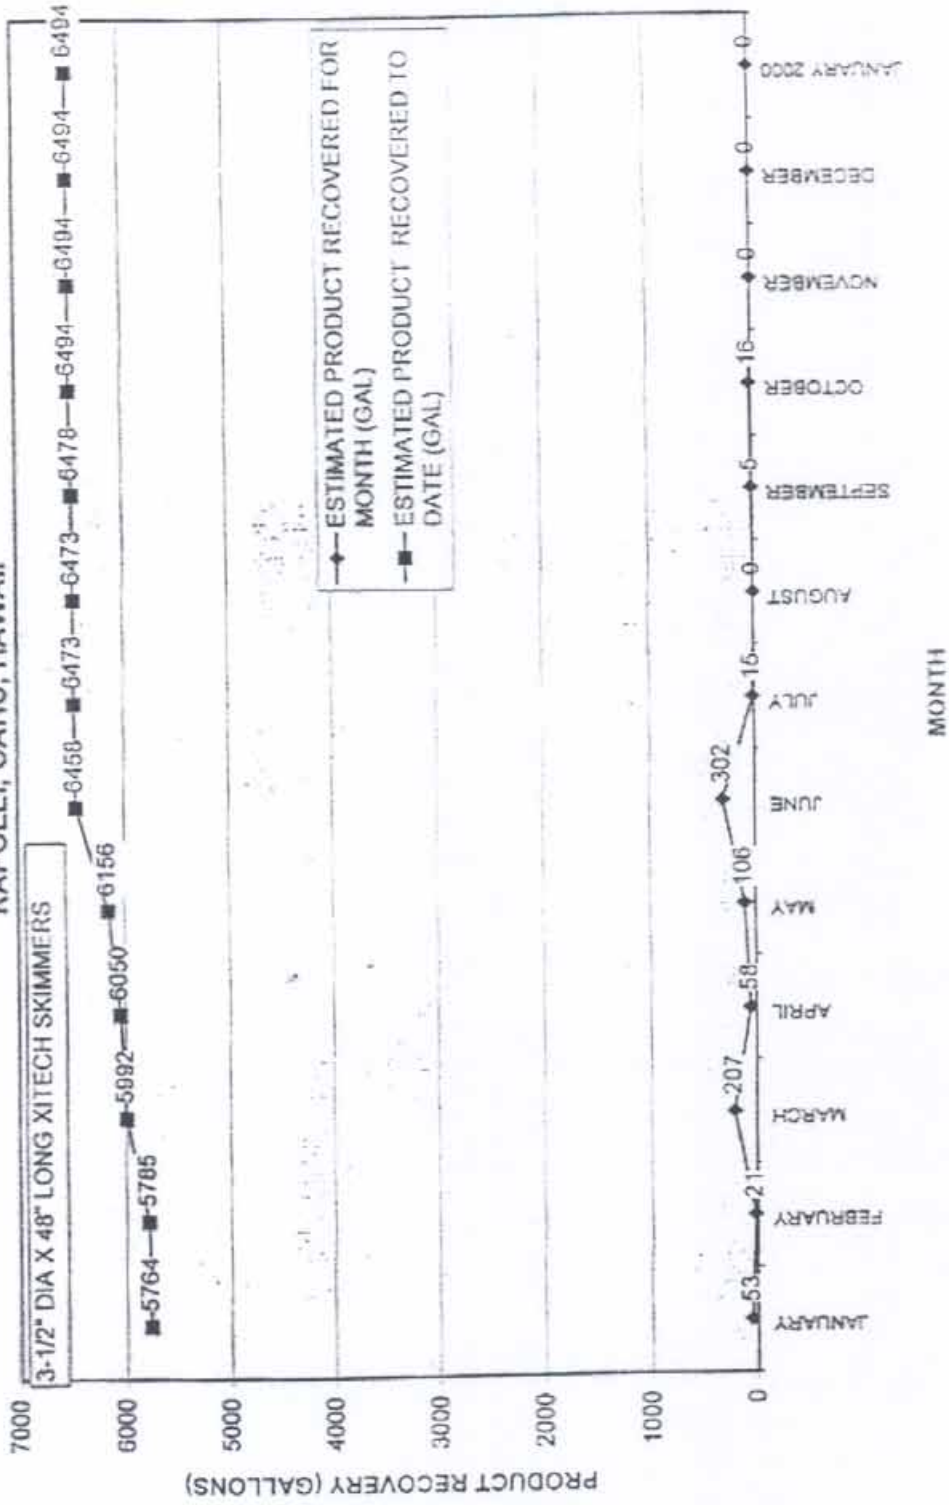 3-1/2" DIA X 48" LONG XITECH SKIMMERS
PRODUCT RECOVERY (GALLONS)
7000
6000
5000
4000
3000
2000
1000
0
5764
5785
5992
6050
6156
6458
6473
6473
6478
6494
6494
6494
6494
ESTIMATED PRODUCT RECOVERED FOR
MONTH (GAL)
ESTIMATED PRODUCT RECOVERED TO
DATE (GAL)
53
21
207
58
106
302
0
5
16
0
0
0
JANUARY
FEBRUARY
MARCH
APRIL
MAY
JUNE
JULY
AUGUST
SEPTEMBER
OCTOBER
NOVEMBER
DECEMBER
JANUARY 2000
MONTH